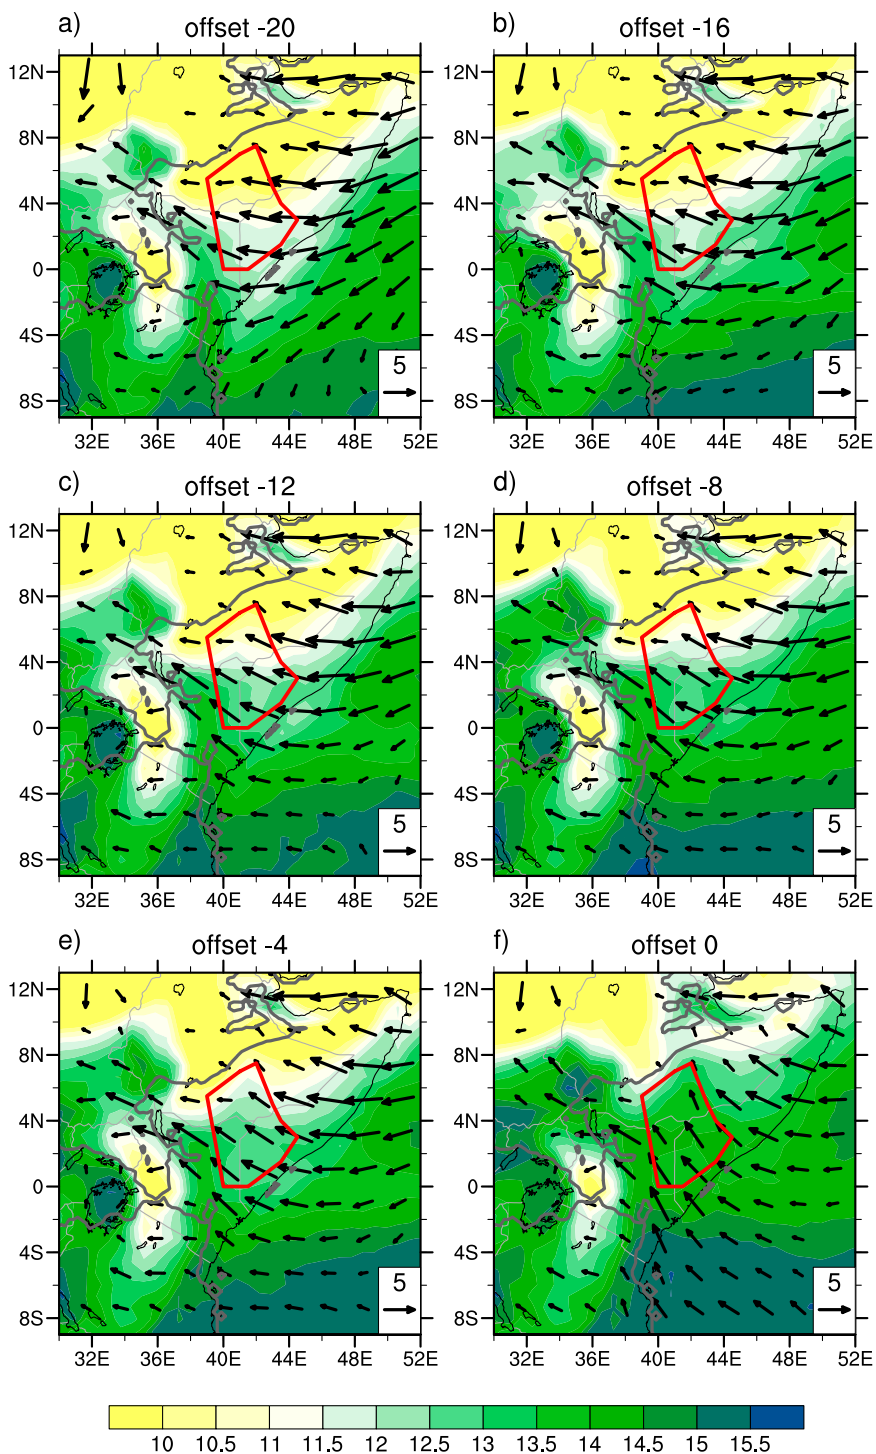 a) offset -20
b) offset -16
12N
8N
4N
0
4S
8S
5
32E 36E 40E 44E 48E 52E
12N
8N
4N
0
4S
8S
5
32E 36E 40E 44E 48E 52E
c) offset -12
d) offset -8
12N
8N
4N
0
4S
8S
5
32E 36E 40E 44E 48E 52E
12N
8N
4N
0
4S
8S
5
32E 36E 40E 44E 48E 52E
e) offset -4
f) offset 0
12N
8N
4N
0
4S
8S
5
32E 36E 40E 44E 48E 52E
12N
8N
4N
0
4S
8S
5
32E 36E 40E 44E 48E 52E
10 10.5 11 11.5 12 12.5 13 13.5 14 14.5 15 15.5